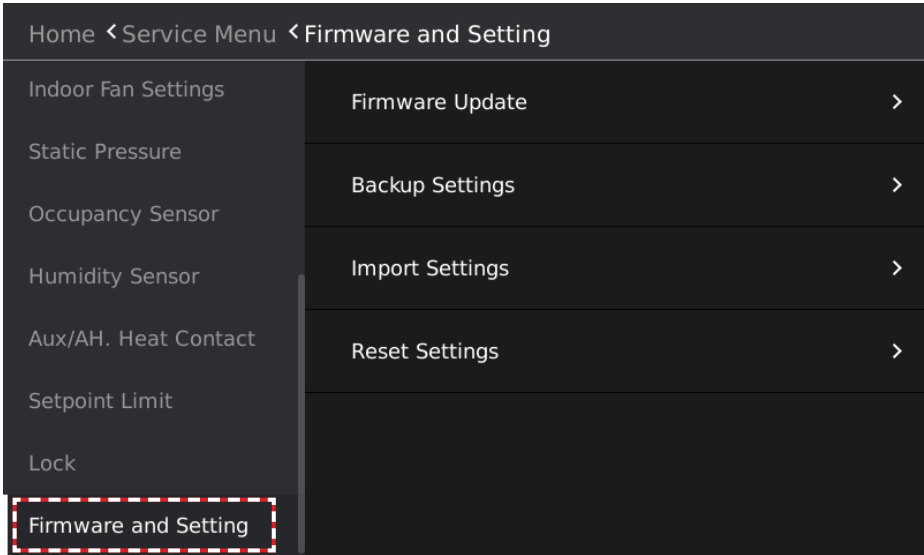 Home < Service Menu < Firmware and Setting
Indoor Fan Settings
Static Pressure
Occupancy Sensor
Humidity Sensor
Aux/AH. Heat Contact
Setpoint Limit
Lock
Firmware and Setting
Firmware Update >
Backup Settings >
Import Settings >
Reset Settings >